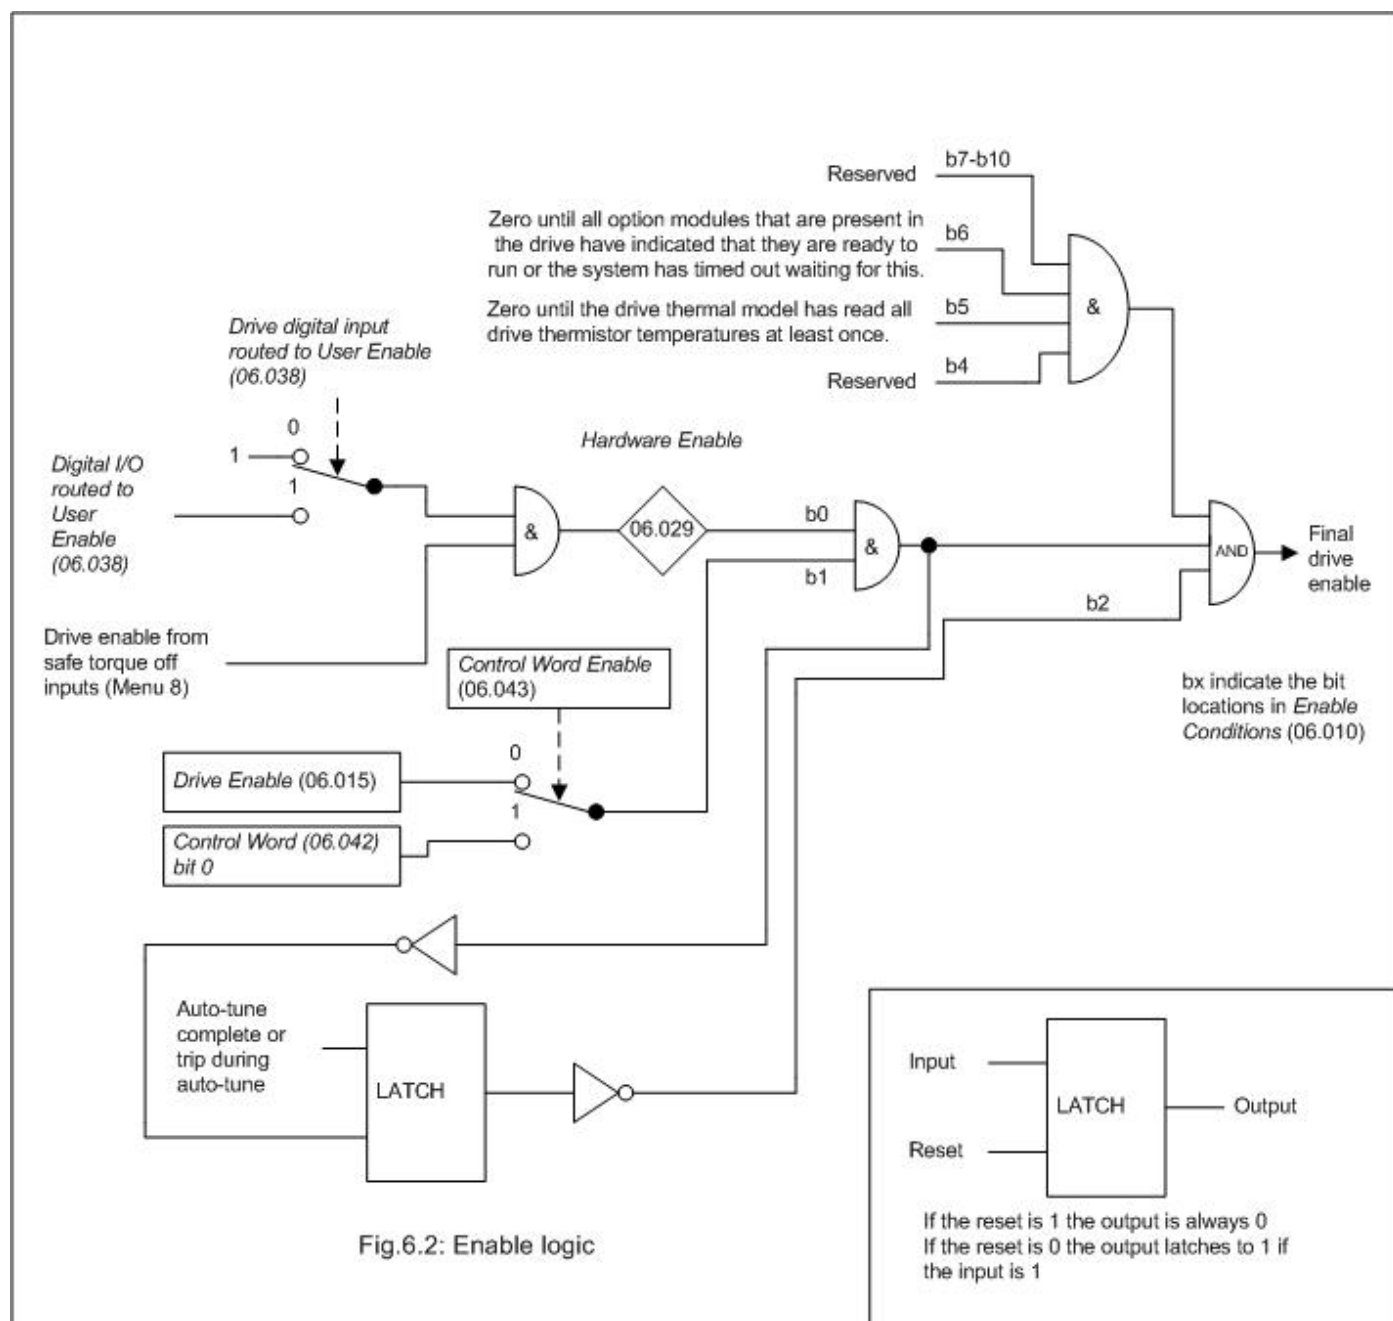 Reserved
b7-b10
Zero until all option modules that are present in
the drive have indicated that they are ready to
run or the system has timed out waiting for this.
b6
Zero until the drive thermal model has read all
drive thermistor temperatures at least once.
b5
Reserved
b4
&
Drive digital input
routed to User Enable
(06.038)
0
1
1
Digital I/O
routed to
User
Enable
(06.038)
Hardware Enable
&
06.029
b0
b1
&
AND
Final
drive
enable
b2
Drive enable from
safe torque off
inputs (Menu 8)
Control Word Enable
(06.043)
bx indicate the bit
locations in Enable
Conditions (06.010)
0
1
Drive Enable (06.015)
Control Word (06.042)
bit 0
Auto-tune
complete or
trip during
auto-tune
LATCH
Input
Reset
LATCH
Output
If the reset is 1 the output is always 0
If the reset is 0 the output latches to 1 if
the input is 1
Fig.6.2: Enable logic